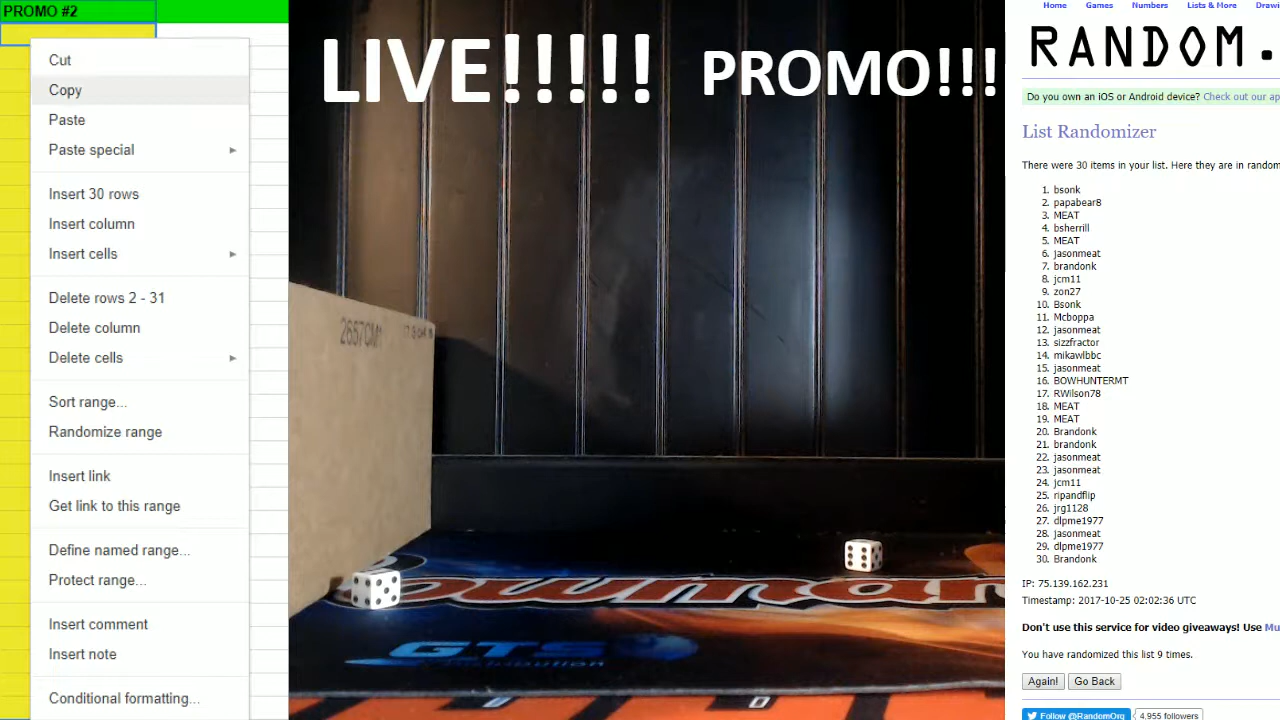 PROMO #2
Cut
Copy
Paste
Paste special
Insert 30 rows
Insert column
Insert cells
Delete rows 2 - 31
Delete column
Delete cells
Sort range...
Randomize range
Insert link
Get link to this range
Define named range...
Protect range...
Insert comment
Insert note
Conditional formatting...
LIVE!!!!! PROMO!!!
GTS
Distribution
Home Games Numbers Lists & More
RANDOM.
Do you own an iOS or Android device? Check out our
List Randomizer
There were 30 items in your list. Here they are in
1. bsonk
2. papabear8
3. MEAT
4. bsherrill
5. MEAT
6. jasonmeat
7. brandonk
8. jcm11
9. zon27
10. Bsonk
11. Mcboppa
12. jasonmeat
13. sizzfractor
14. mikawlbbc
15. jasonmeat
16. BOWHUNTERMT
17. RWilson78
18. MEAT
19. MEAT
20. Brandonk
21. brandonk
22. jasonmeat
23. jasonmeat
24. jcm11
25. ripandflip
26. jrg1128
27. dlpme1977
28. jasonmeat
29. dlpme1977
30. Brandonk
IP: 75.139.162.231
Timestamp: 2017-10-25 02:02:36 UTC
Don't use this service for video giveaways! Use
You have randomized this list 9 times.
Again! Go Back
Follow @RandomOrg 4,955 followers